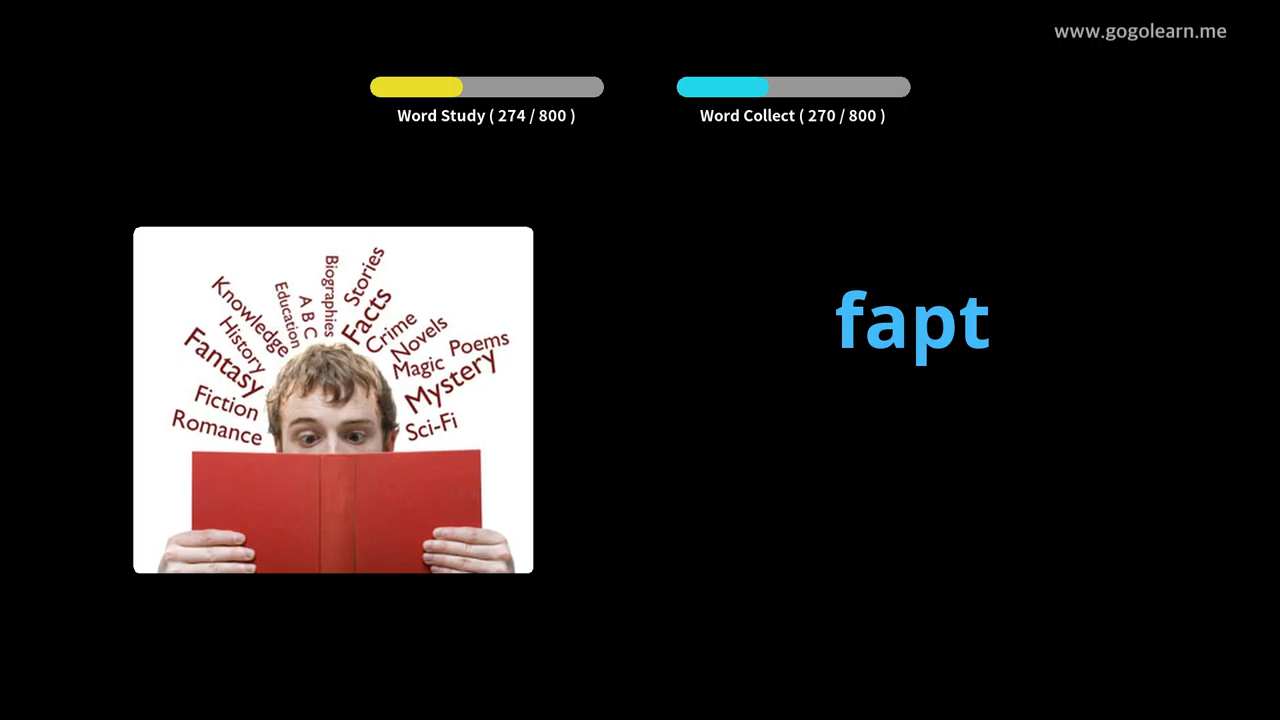 www.gogolearn.me
Word Study ( 274 / 800 )
Word Collect ( 270 / 800 )
Romance
Fiction
Fantasy
History
Knowledge
Education
A B C
Biographies
Stories
Facts
Crime
Novels
Magic
Poems
Mystery
Sci-Fi
fapt